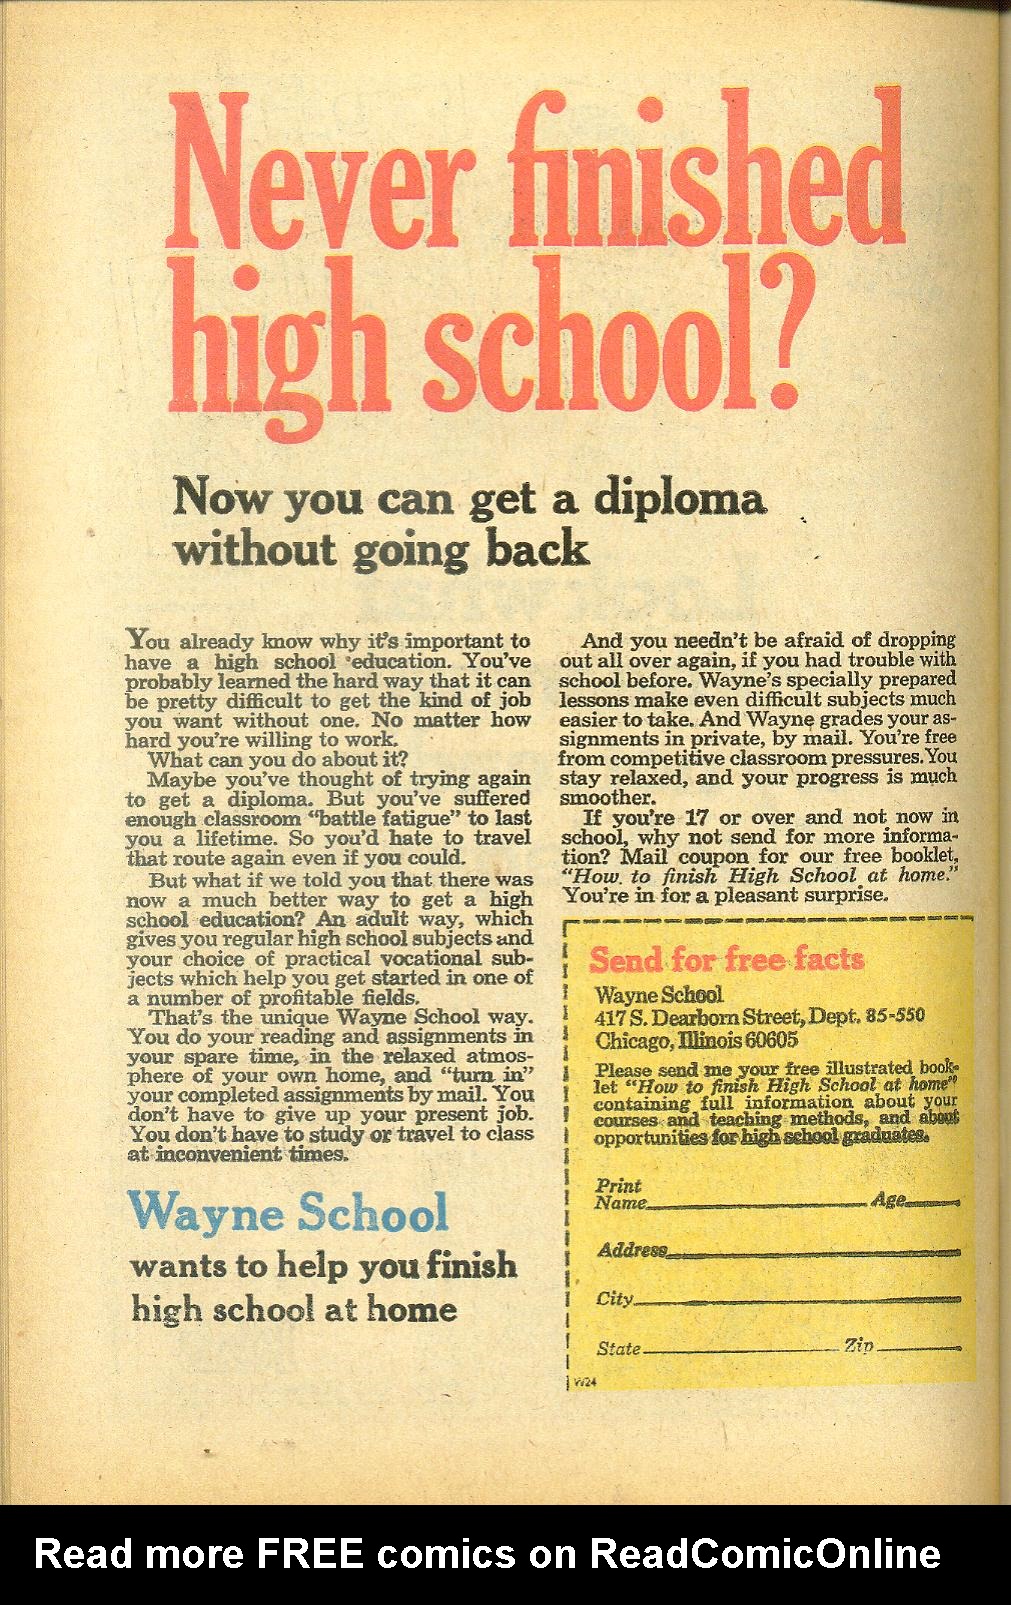 Never finished
high school?
Now you can get a diploma
without going back
You already know why it's important to
have a high school education. You've
probably learned the hard way that it can
be pretty difficult to get the kind of job
you want without one. No matter how
hard you're willing to work.
What can you do about it?
Maybe you've thought of trying again
to get a diploma. But you've suffered
enough classroom "battle fatigue" to last
you a lifetime. So you'd hate to travel
that route again even if you could.
But what if we told you that there was
now a much better way to get a high
school education? An adult way, which
gives you regular high school subjects and
your choice of practical vocational sub-
jects which help you get started in one of
a number of profitable fields.
That's the unique Wayne School way.
You do your reading and assignments in
your spare time, in the relaxed atmos-
phere of your own home, and "turn in"
your completed assignments by mail. You
don't have to give up your present job.
You don't have to study or travel to class
at inconvenient times.
Wayne School
wants to help you finish
high school at home
And you needn't be afraid of dropping
out all over again, if you had trouble with
school before. Wayne's specially prepared
lessons make even difficult subjects much
easier to take. And Wayne grades your as-
signments in private, by mail. You're free
from competitive classroom pressures. You
stay relaxed, and your progress is much
smoother.
If you're 17 or over and not now in
school, why not send for more informa-
tion? Mail coupon for our free booklet,
"How to finish High School at home."
You're in for a pleasant surprise.
Send for free facts
Wayne School
417 S. Dearborn Street, Dept. 85-550
Chicago, Illinois 60605
Please send me your free illustrated book-
let "How to finish High School at home"
containing full information about your
courses and teaching methods, and about
opportunities for high school graduates.
Print
Name Age
Address
City
State Zip
W24
Read more FREE comics on ReadComicOnline